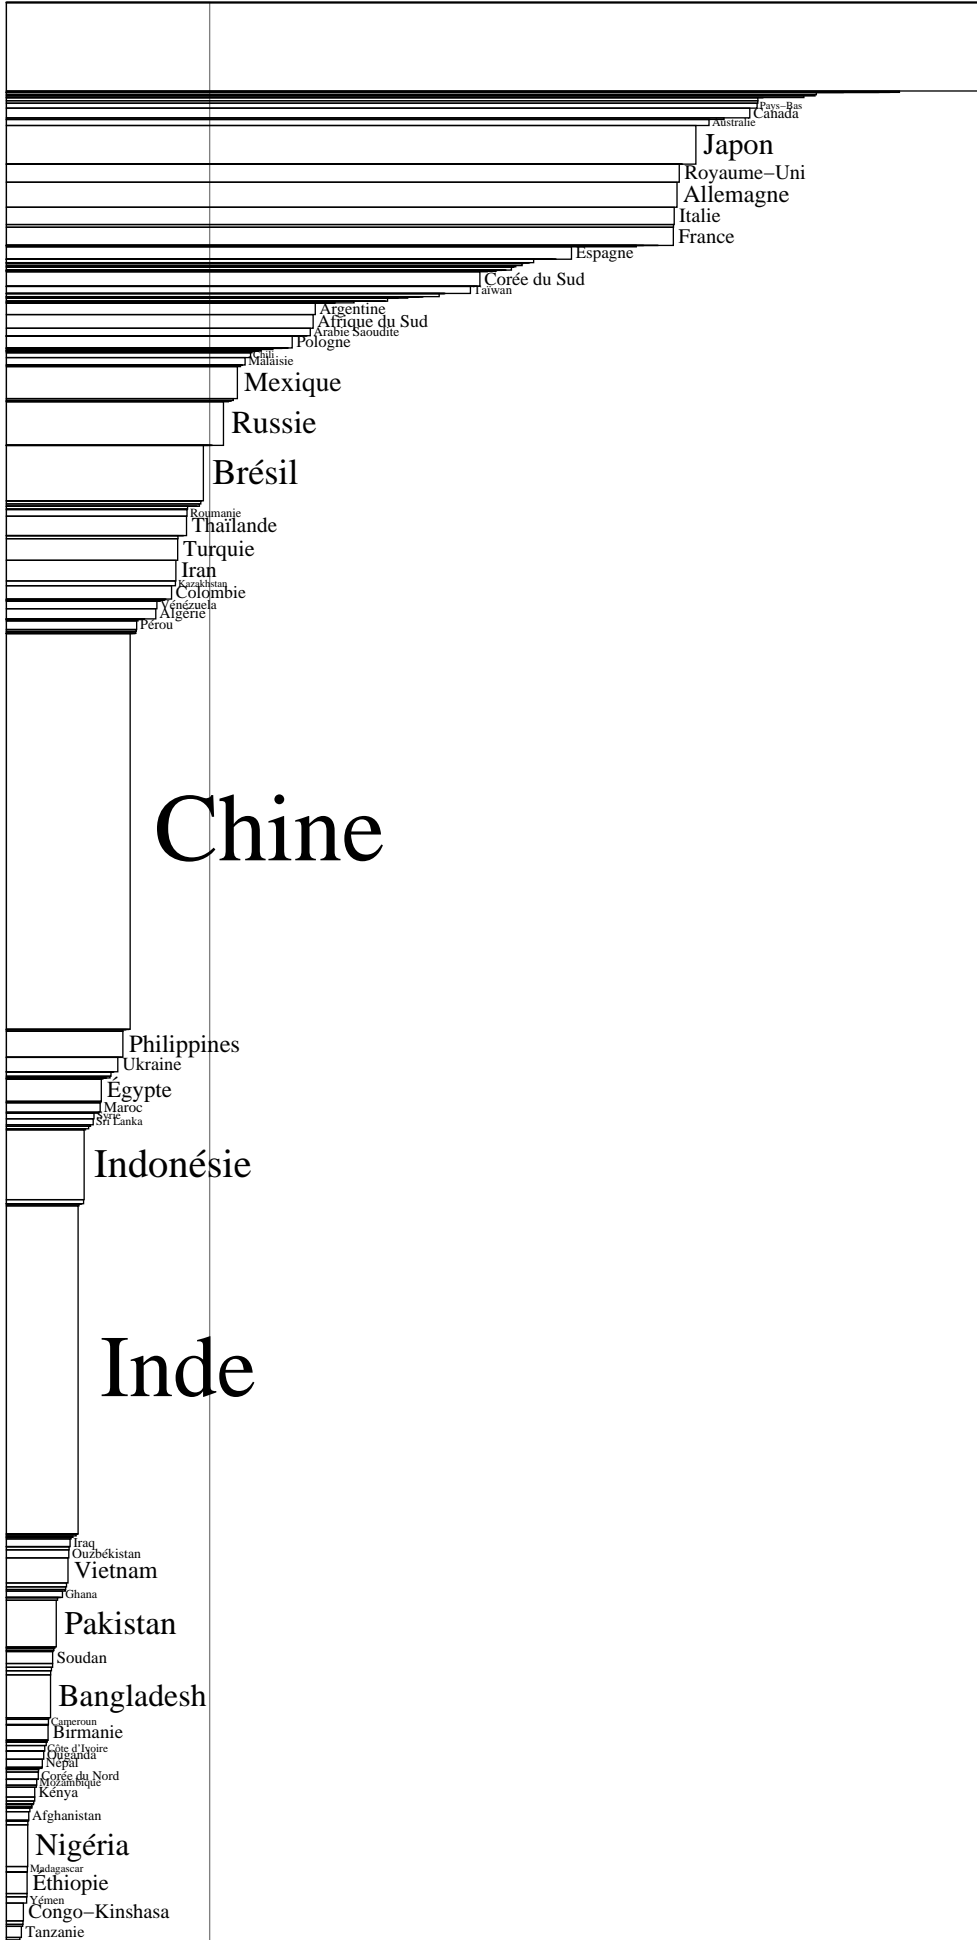 Pays−Bas
Canada
Australie
Japon
Royaume−Uni
Allemagne
Italie
France
Espagne
Corée du Sud
Taïwan
Argentine
Afrique du Sud
Arabie Saoudite
Pologne
Chili
Malaisie
Mexique
Russie
Brésil
Roumanie
Thaïlande
Turquie
Iran
Kazakhstan
Colombie
Vénézuela
Algérie
Pérou
Chine
Philippines
Ukraine
Égypte
Maroc
Syrie
Sri Lanka
Indonésie
Inde
Iraq
Ouzbékistan
Vietnam
Ghana
Pakistan
Soudan
Bangladesh
Cameroun
Birmanie
Côte d'Ivoire
Ouganda
Népal
Corée du Nord
Mozambique
Kénya
Afghanistan
Nigéria
Madagascar
Éthiopie
Yémen
Congo−Kinshasa
Tanzanie